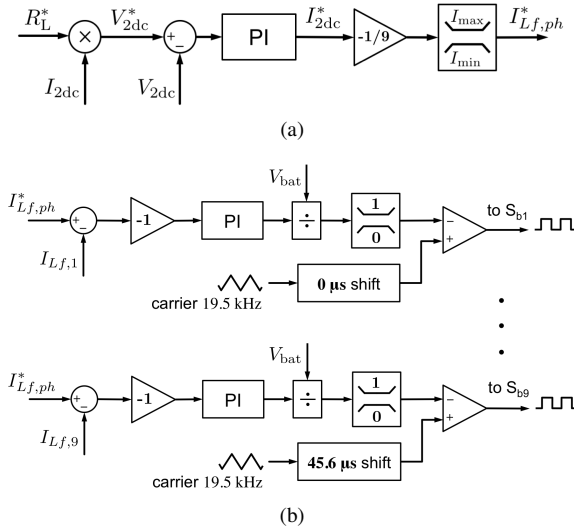 R*L V*2dc I*2dc I*Lf,ph
× + − PI -1/9 Imax
Imin
I2dc V2dc
(a)
Vbat
I*Lf,ph + − -1 PI ÷ 1 0 − + to Sb1
ILf,1
0 µs shift
carrier 19.5 kHz
Vbat
I*Lf,ph + − -1 PI ÷ 1 0 − + to Sb9
ILf,9
45.6 µs shift
carrier 19.5 kHz
(b)